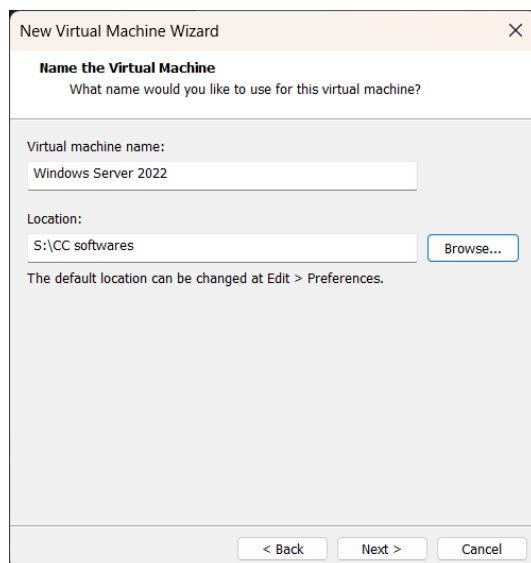 New Virtual Machine Wizard
Name the Virtual Machine
What name would you like to use for this virtual machine?
Virtual machine name:
Windows Server 2022
Location:
S:\CC softwares
Browse...
The default location can be changed at Edit > Preferences.
< Back
Next >
Cancel